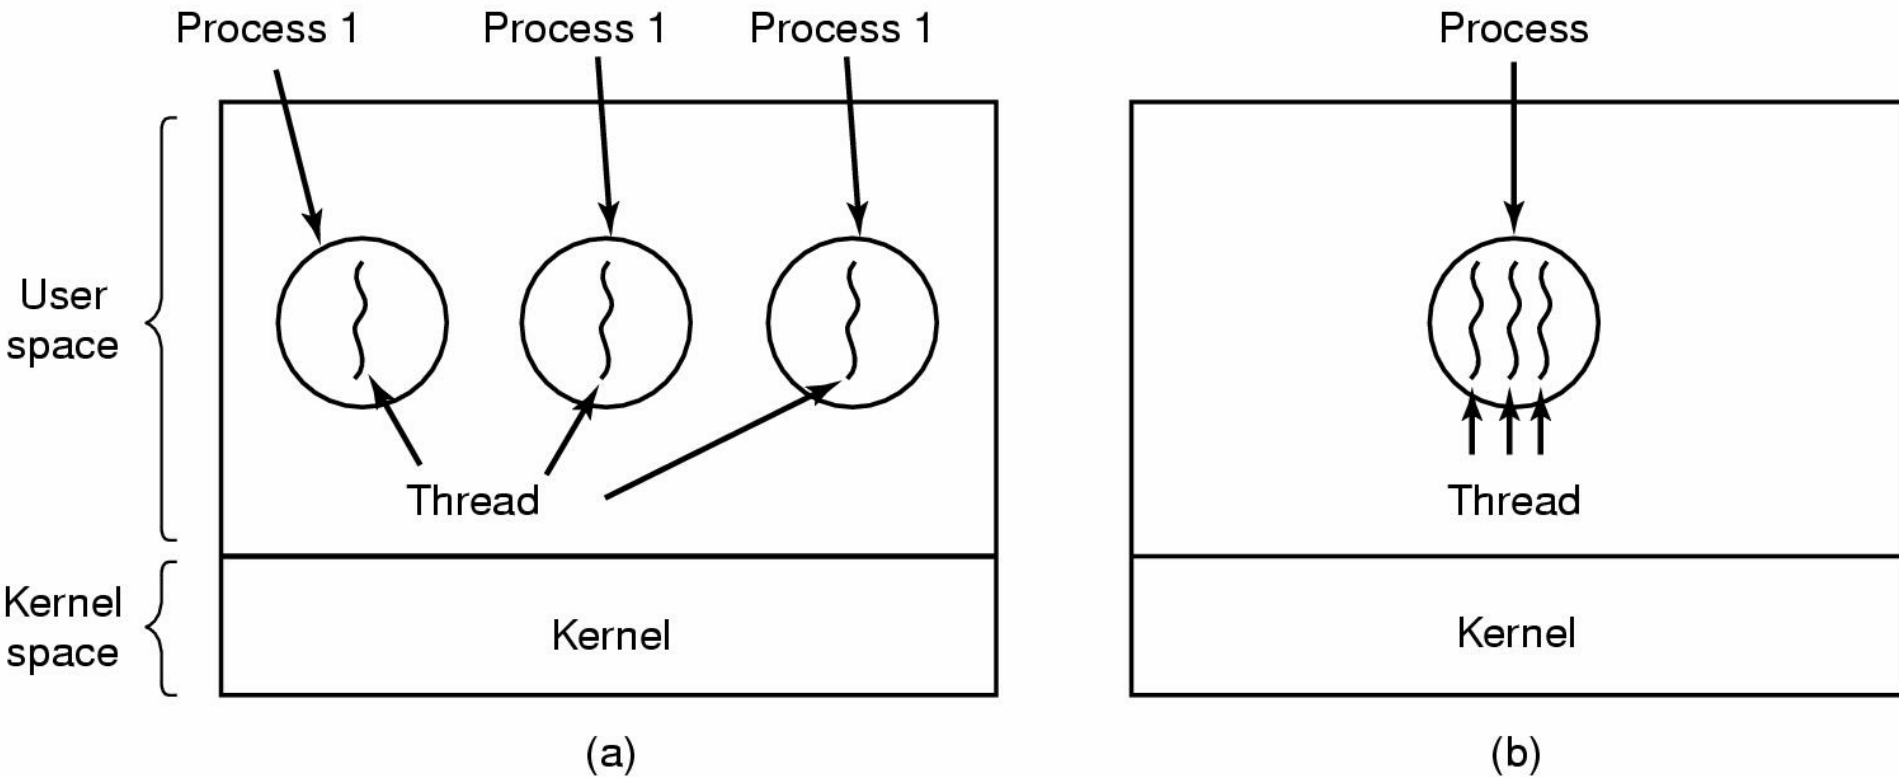 Process 1
Process 1
Process 1
Process
User
space
Thread
Thread
Kernel
space
Kernel
Kernel
(a)
(b)